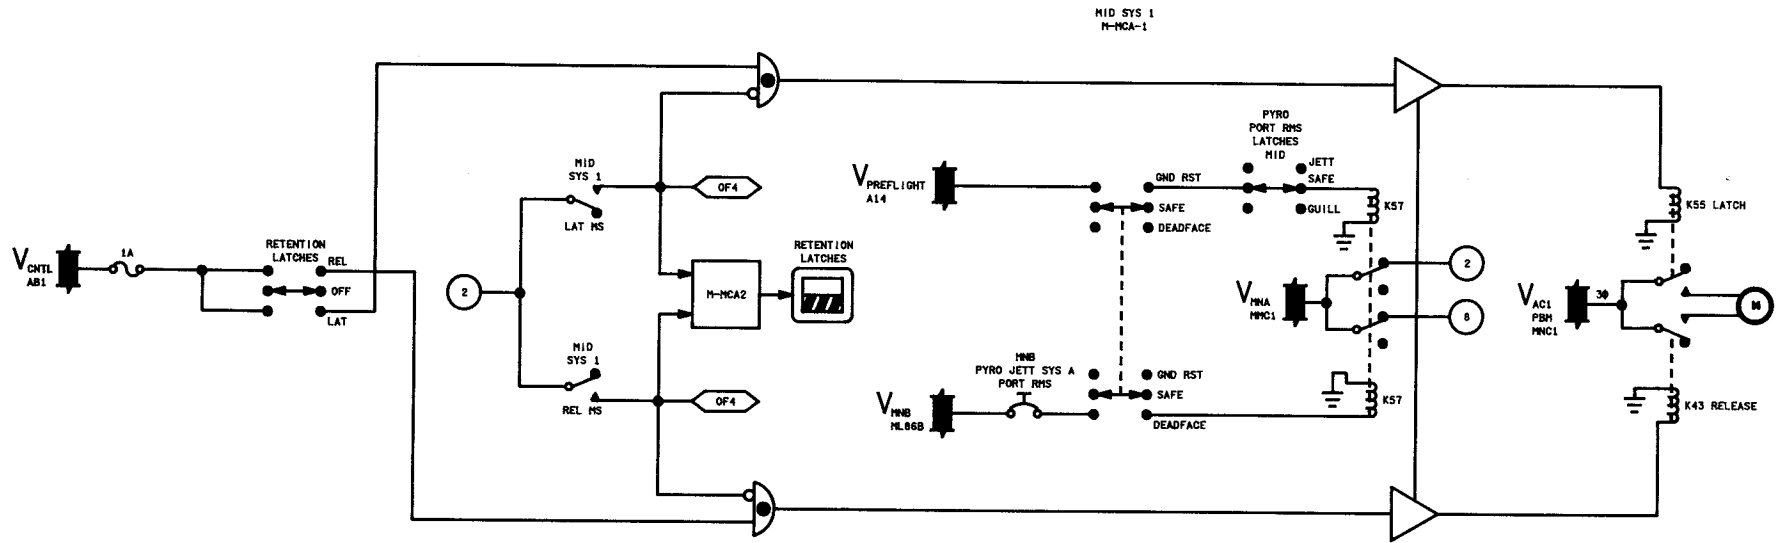 MID SYS 1
M-MCA-1
PYRO
PORT RMS
LATCHES
MID
JETT
SAFE
GUILL
MID
SYS 1
LAT MS
OF4
V PREFLIGHT
A14
GND RST
SAFE
DEADFACE
K57
K55 LATCH
V CNTL
AB1
1A
RETENTION
LATCHES
REL
OFF
LAT
2
M-MCA2
RETENTION
LATCHES
V MNA
MMC1
2
8
V AC1
PBM
MNC1
3Φ
MID
SYS 1
REL MS
OF4
MNB
PYRO JETT SYS A
PORT RMS
V MNB
ML86B
GND RST
SAFE
DEADFACE
K57
K43 RELEASE